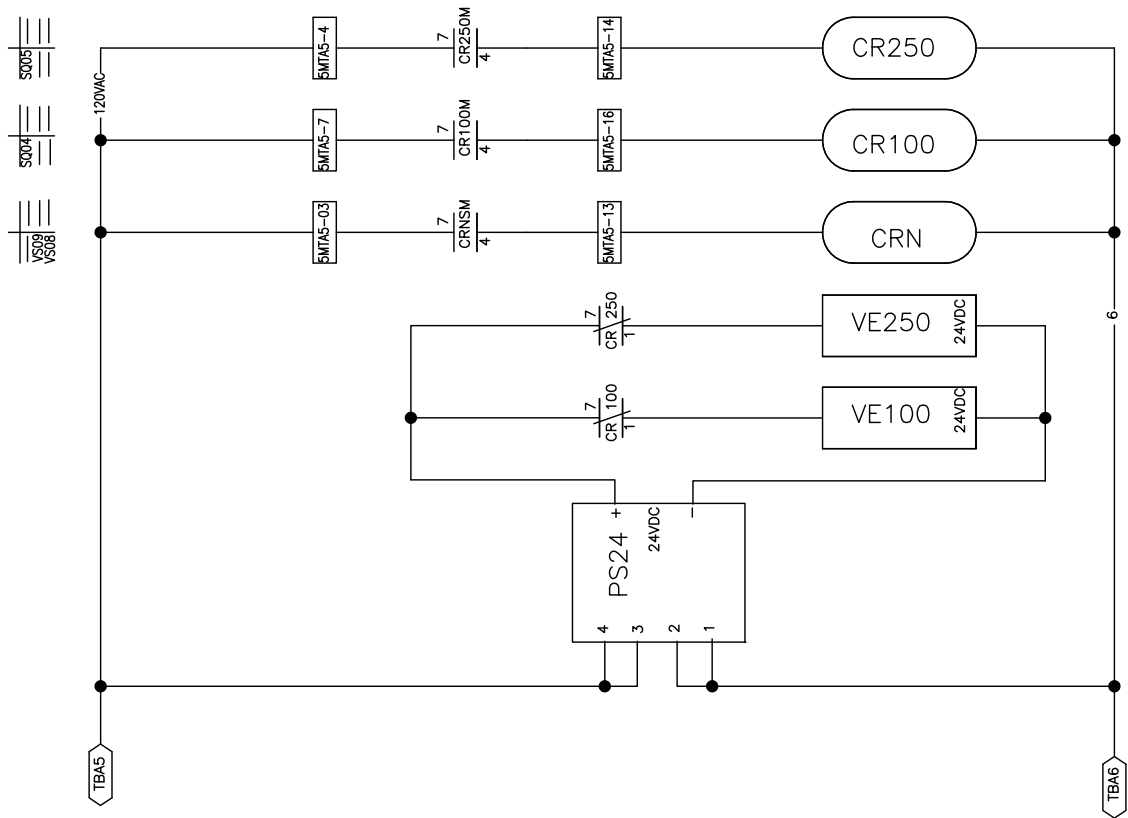 SQ05
120VAC
5MTA5-4
7
CR250M
4
5MTA5-14
CR250
SQ04
5MTA5-7
7
CR100M
4
5MTA5-16
CR100
VS09
VS08
5MTA5-03
7
CRNSM
4
5MTA5-13
CRN
7
CR 250
1
VE250
24VDC
6
7
CR 100
1
VE100
24VDC
+
24VDC
−
PS24
4
3
2
1
TBA5
TBA6